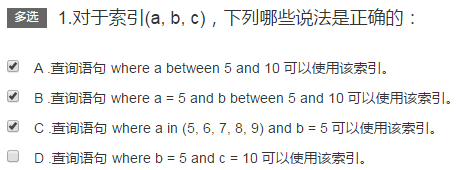 多选 1.对于索引(a, b, c)，下列哪些说法是正确的：
A .查询语句 where a between 5 and 10 可以使用该索引。
B .查询语句 where a = 5 and b between 5 and 10 可以使用该索引。
C .查询语句 where a in (5, 6, 7, 8, 9) and b = 5 可以使用该索引。
D .查询语句 where b = 5 and c = 10 可以使用该索引。